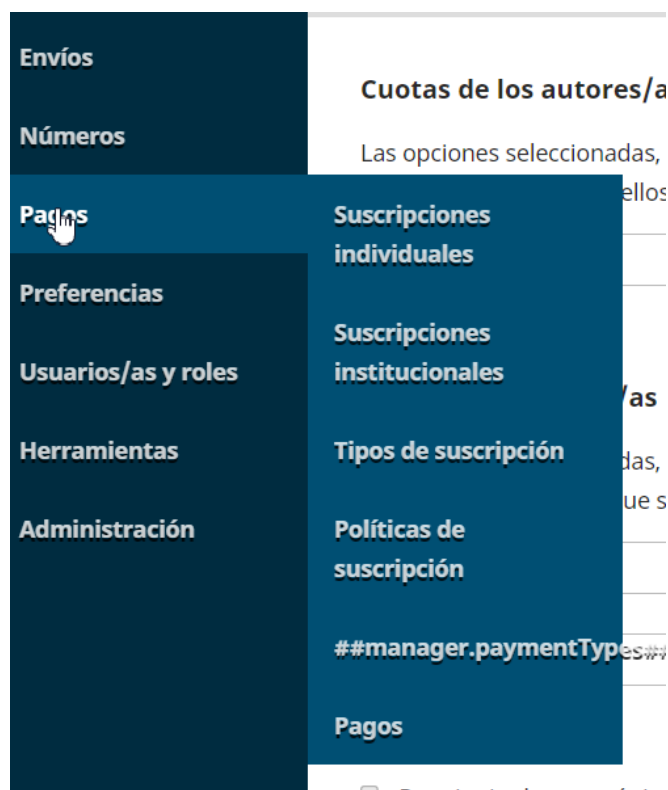 Envíos
Números
Pagos
Preferencias
Usuarios/as y roles
Herramientas
Administración
Suscripciones
individuales
Suscripciones
institucionales
Tipos de suscripción
Políticas de
suscripción
##manager.paymentTypes##
Pagos
Cuotas de los autores/a
Las opciones seleccionadas,
ellos
/as
das,
ue s